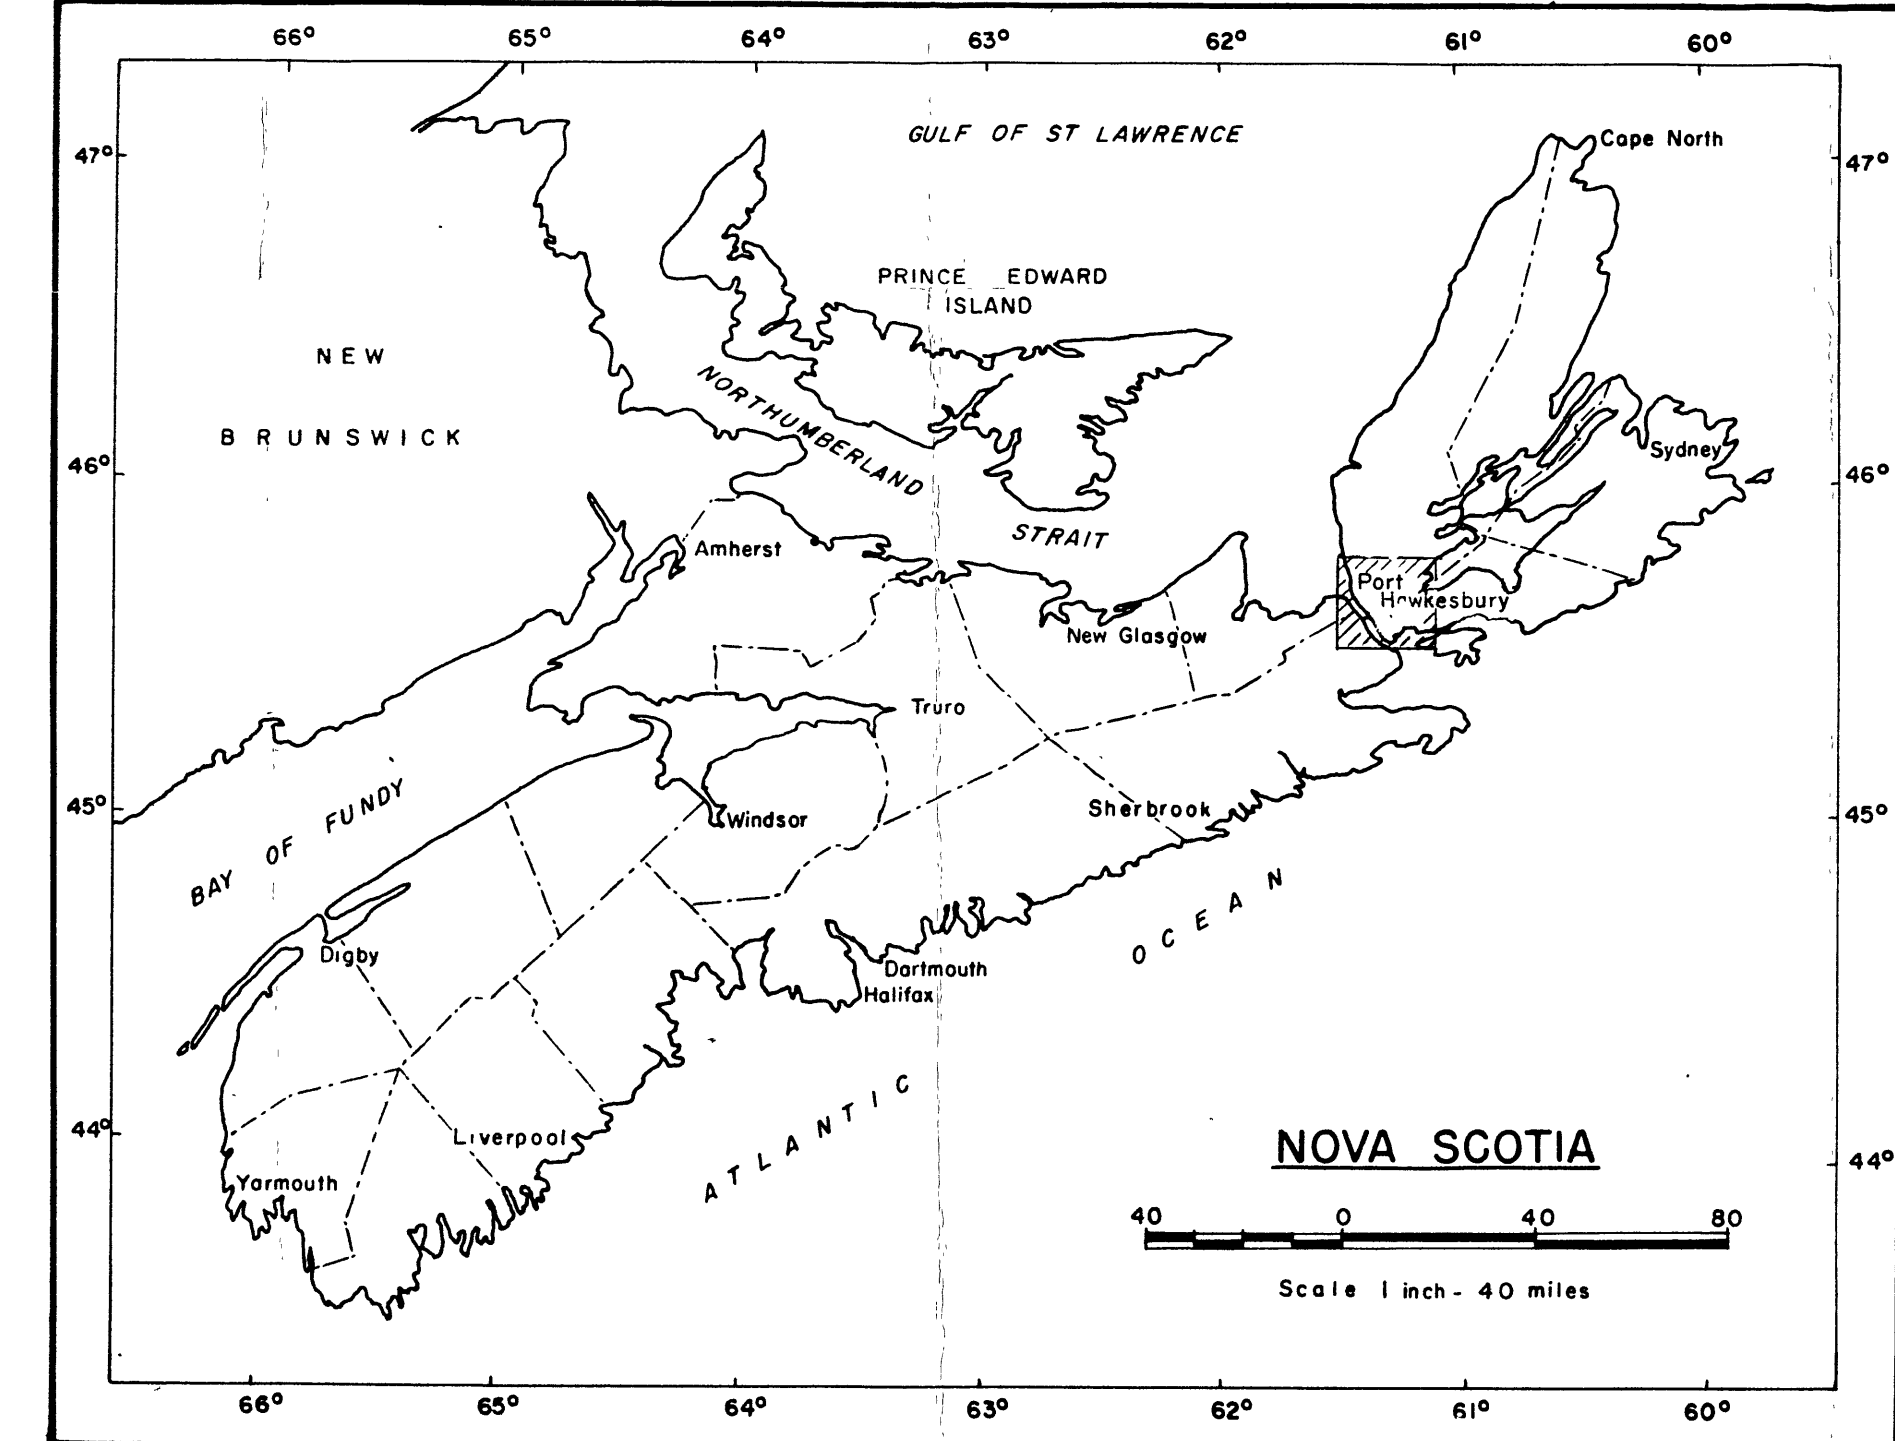 66° 65° 64° 63° 62° 61° 60°
GULF OF ST LAWRENCE
Cape North
47° 47°
PRINCE EDWARD
ISLAND
NEW
BRUNSWICK
NORTHUMBERLAND
STRAIT
Sydney
46° 46°
Amherst
Port
Hawkesbury
New Glasgow
Truro
BAY OF FUNDY
Windsor
Sherbrook
45° 45°
Digby
Dartmouth
Halifax
ATLANTIC OCEAN
Liverpool
Yarmouth
44° 44°
NOVA SCOTIA
40 0 40 80
Scale 1 inch - 40 miles
66° 65° 64° 63° 62° 61° 60°